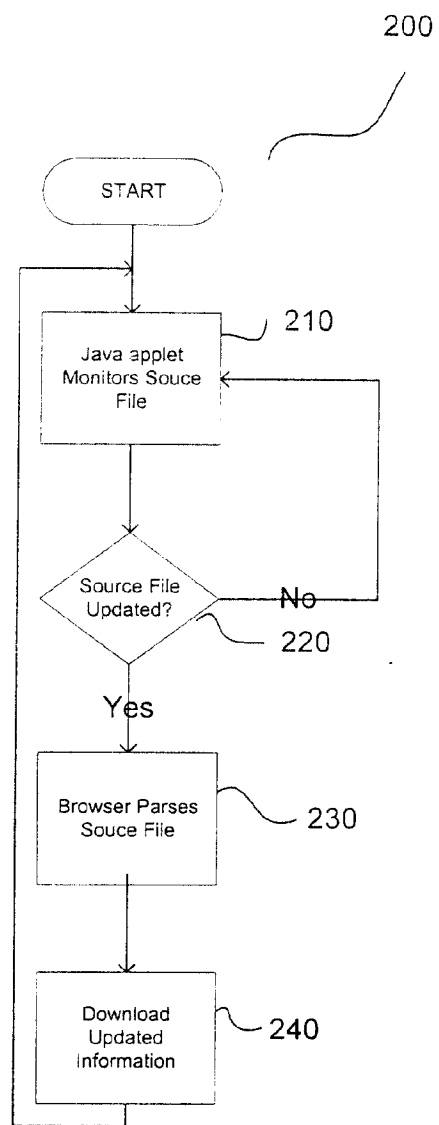 200
START
210
Java applet
Monitors Souce
File
Source File
Updated?
No
220
Yes
Browser Parses
Souce File
230
Download
Updated
Information
240